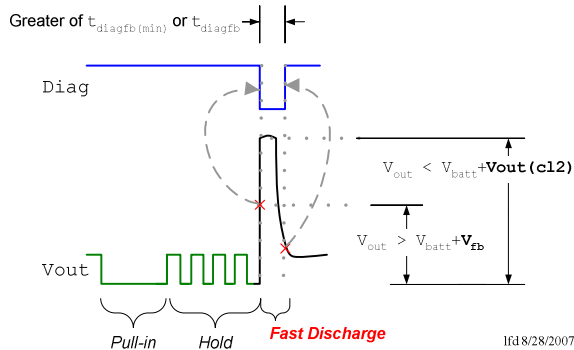 Greater of tdiagfb(min) or tdiagfb
Diag
Vout < Vbatt+Vout(cl2)
Vout > Vbatt+Vfb
Vout
Pull-in
Hold
Fast Discharge
lfd 8/28/2007